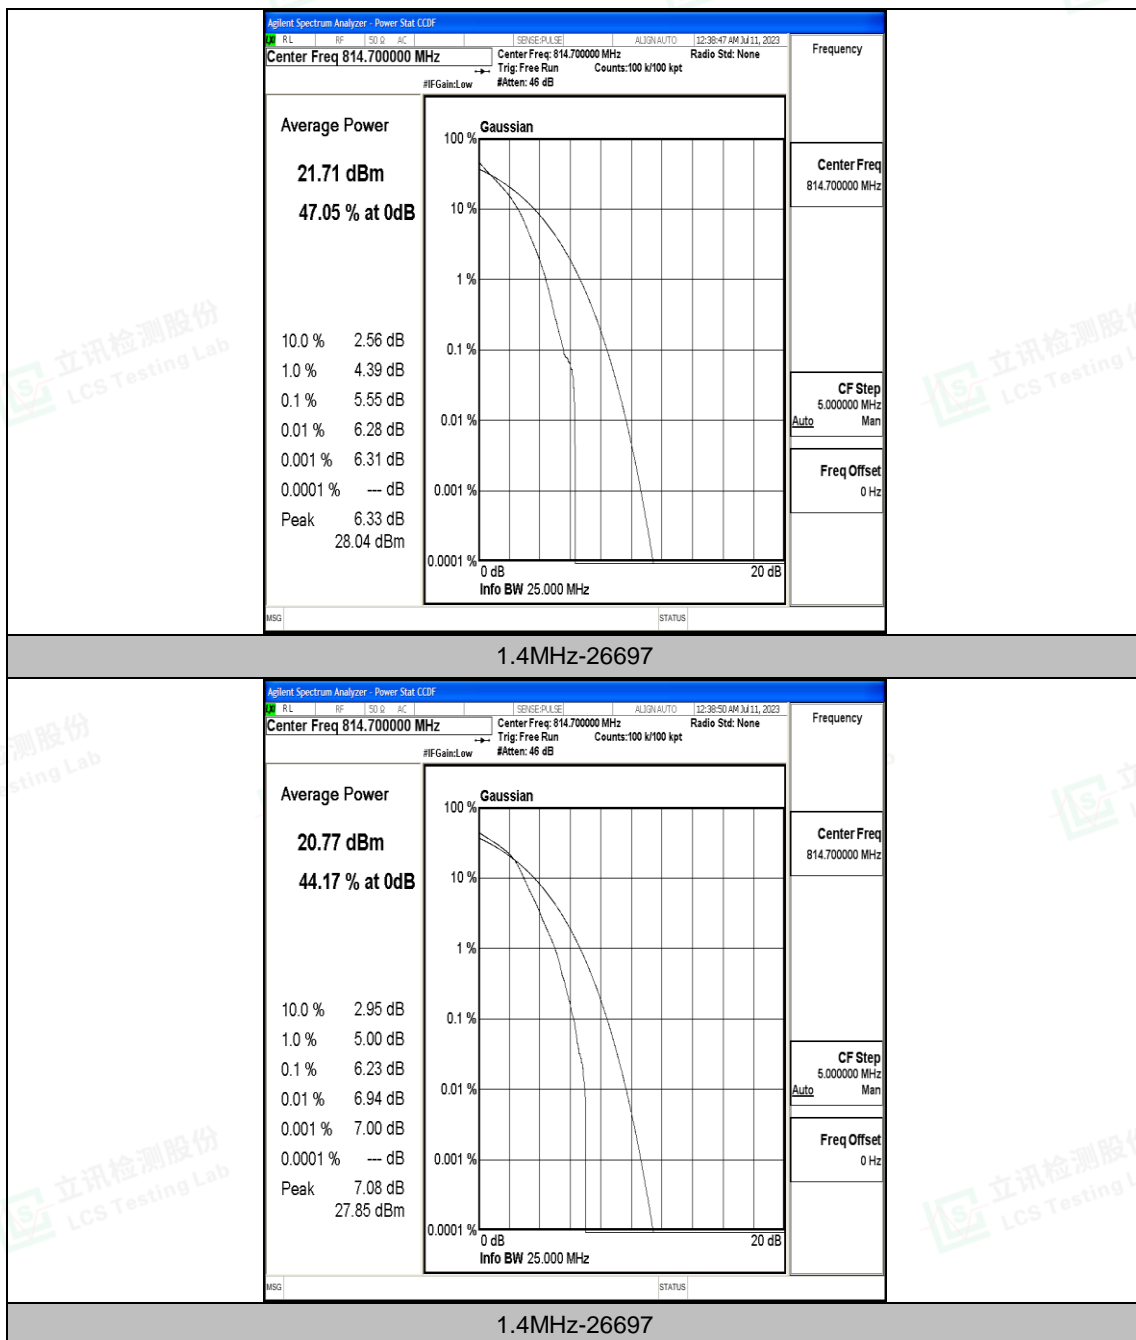 Agilent Spectrum Analyzer - Power Stat CCDF
LXI RL RF 50 Ω AC SENSE:PULSE ALIGN AUTO 12:38:47 AM Jul 11, 2023
Center Freq 814.700000 MHz
Center Freq: 814.700000 MHz Radio Std: None
Trig: Free Run Counts:100 k/100 kpt
#IFGain:Low #Atten: 46 dB
Frequency
Average Power
21.71 dBm
47.05 % at 0dB
10.0 % 2.56 dB
1.0 % 4.39 dB
0.1 % 5.55 dB
0.01 % 6.28 dB
0.001 % 6.31 dB
0.0001 % --- dB
Peak 6.33 dB
28.04 dBm
Gaussian
100 %
10 %
1 %
0.1 %
0.01 %
0.001 %
0.0001 %
0 dB 20 dB
Info BW 25.000 MHz
Center Freq
814.700000 MHz
CF Step
5.000000 MHz
Auto Man
Freq Offset
0 Hz
MSG STATUS
1.4MHz-26697
Agilent Spectrum Analyzer - Power Stat CCDF
LXI RL RF 50 Ω AC SENSE:PULSE ALIGN AUTO 12:38:50 AM Jul 11, 2023
Center Freq 814.700000 MHz
Center Freq: 814.700000 MHz Radio Std: None
Trig: Free Run Counts:100 k/100 kpt
#IFGain:Low #Atten: 46 dB
Frequency
Average Power
20.77 dBm
44.17 % at 0dB
10.0 % 2.95 dB
1.0 % 5.00 dB
0.1 % 6.23 dB
0.01 % 6.94 dB
0.001 % 7.00 dB
0.0001 % --- dB
Peak 7.08 dB
27.85 dBm
Gaussian
100 %
10 %
1 %
0.1 %
0.01 %
0.001 %
0.0001 %
0 dB 20 dB
Info BW 25.000 MHz
Center Freq
814.700000 MHz
CF Step
5.000000 MHz
Auto Man
Freq Offset
0 Hz
MSG STATUS
1.4MHz-26697
立讯检测股份
LCS Testing Lab
立讯检测股份
LCS Testing Lab